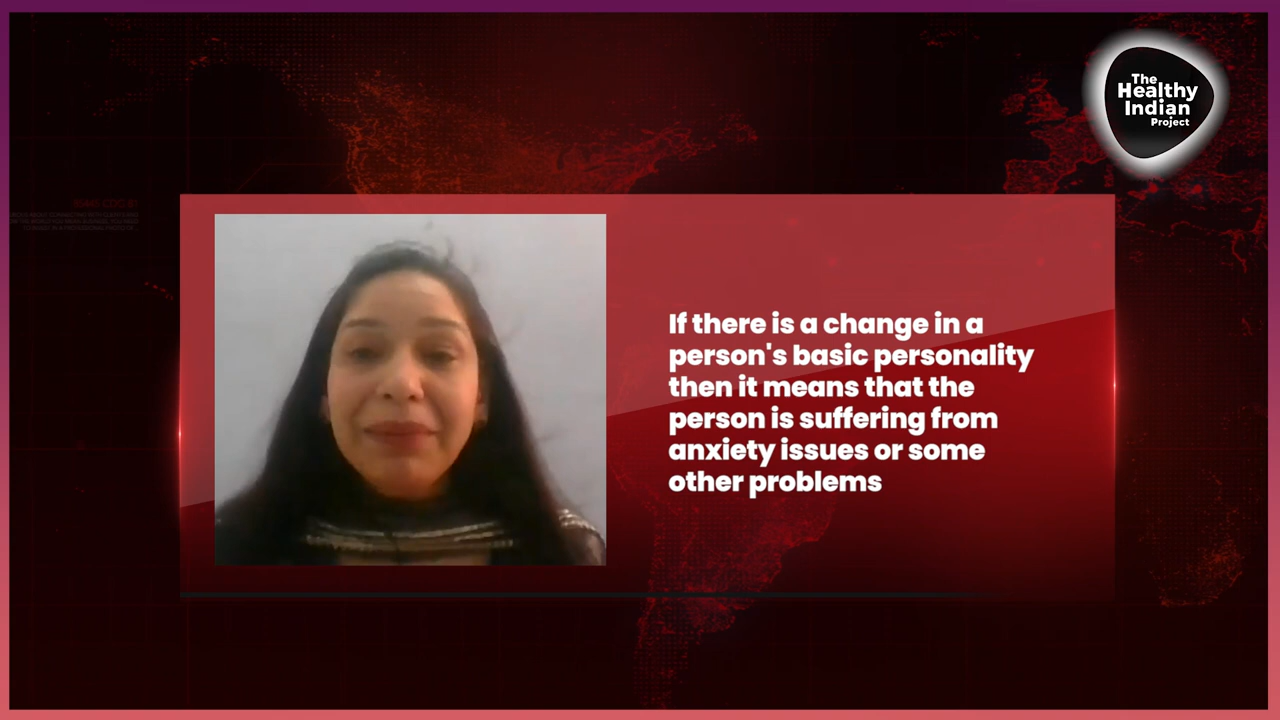 The
Healthy
Indian
Project
If there is a change in a
person's basic personality
then it means that the
person is suffering from
anxiety issues or some
other problems